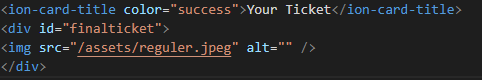 <ion-card-title color="success">Your Ticket</ion-card-title>
<div id="finalticket">
<img src="/assets/reguler.jpeg" alt="" />
</div>